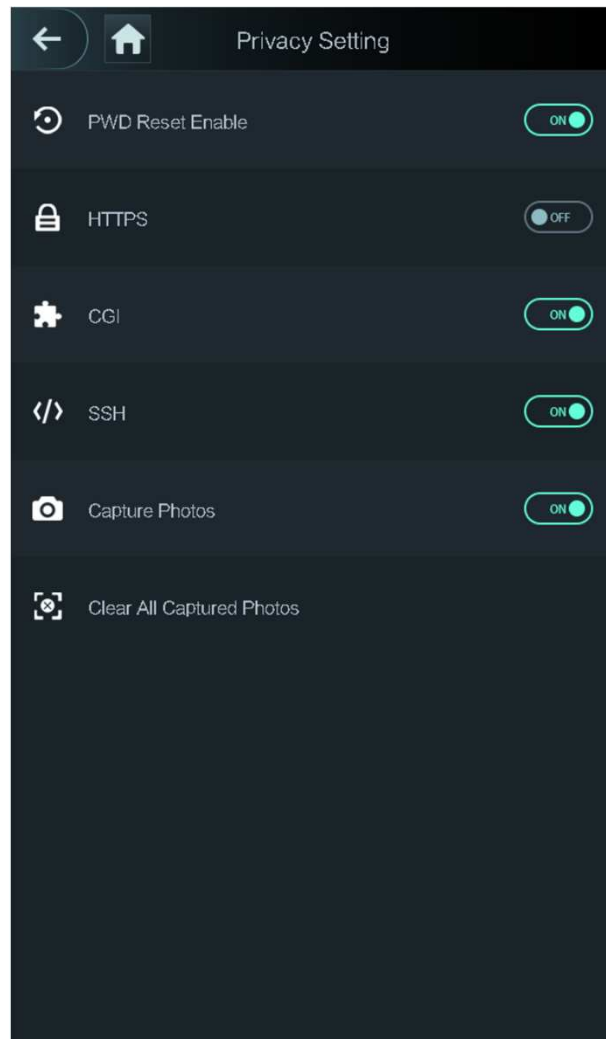 Privacy Setting
PWD Reset Enable ON
HTTPS OFF
CGI ON
SSH ON
Capture Photos ON
Clear All Captured Photos